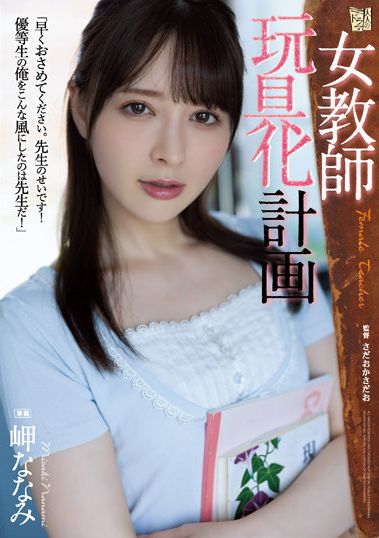 「早くおさめてください。先生のせいです!
優等生の俺をこんな風にしたのは先生だ!」
女教師
玩具化
計画
Female Teacher
監督 さだおかさだお
専属
岬ななみ
Misaki Nanami
現